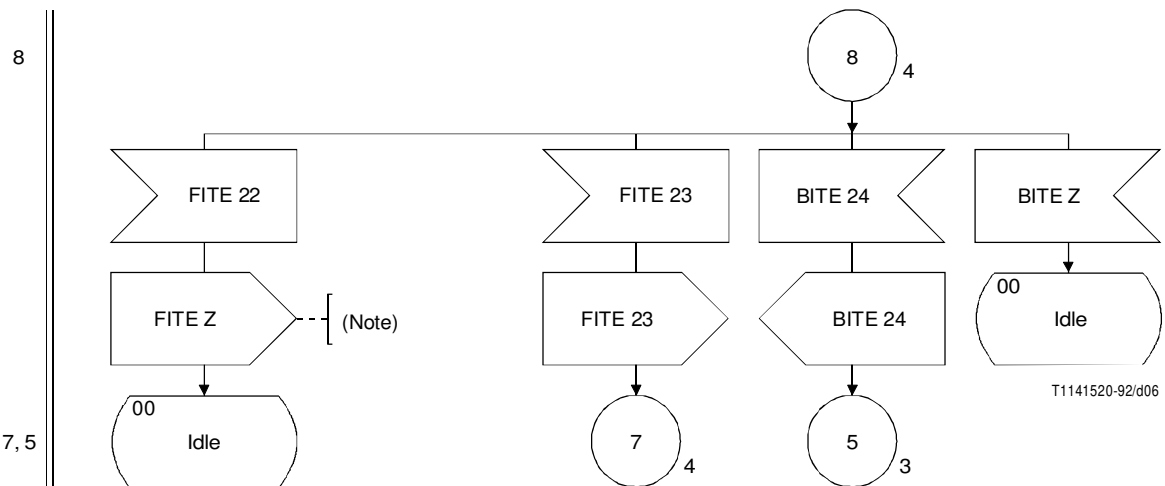 8
8
4
FITE 22
FITE 23
BITE 24
BITE Z
FITE Z
(Note)
FITE 23
BITE 24
00
Idle
T1141520-92/d06
7, 5
00
Idle
7
4
5
3